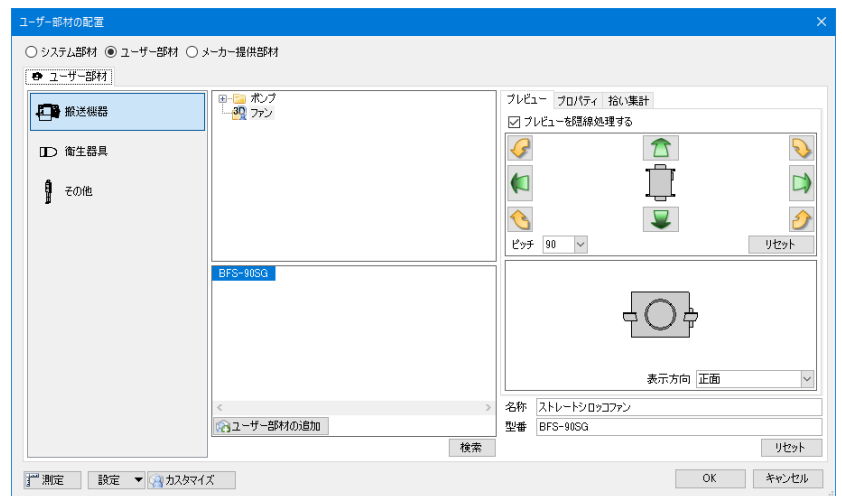 ユーザー部材の配置
システム部材 ユーザー部材 メーカー提供部材
ユーザー部材
搬送機器
衛生器具
その他
ポンプ
3D ファン
BFS-90SG
ユーザー部材の追加
検索
プレビュー プロパティ 拾い集計
プレビューを隠線処理する
ピッチ 90 リセット
表示方向 正面
名称 ストレートシロッコファン
型番 BFS-90SG
リセット
測定 設定 カスタマイズ OK キャンセル